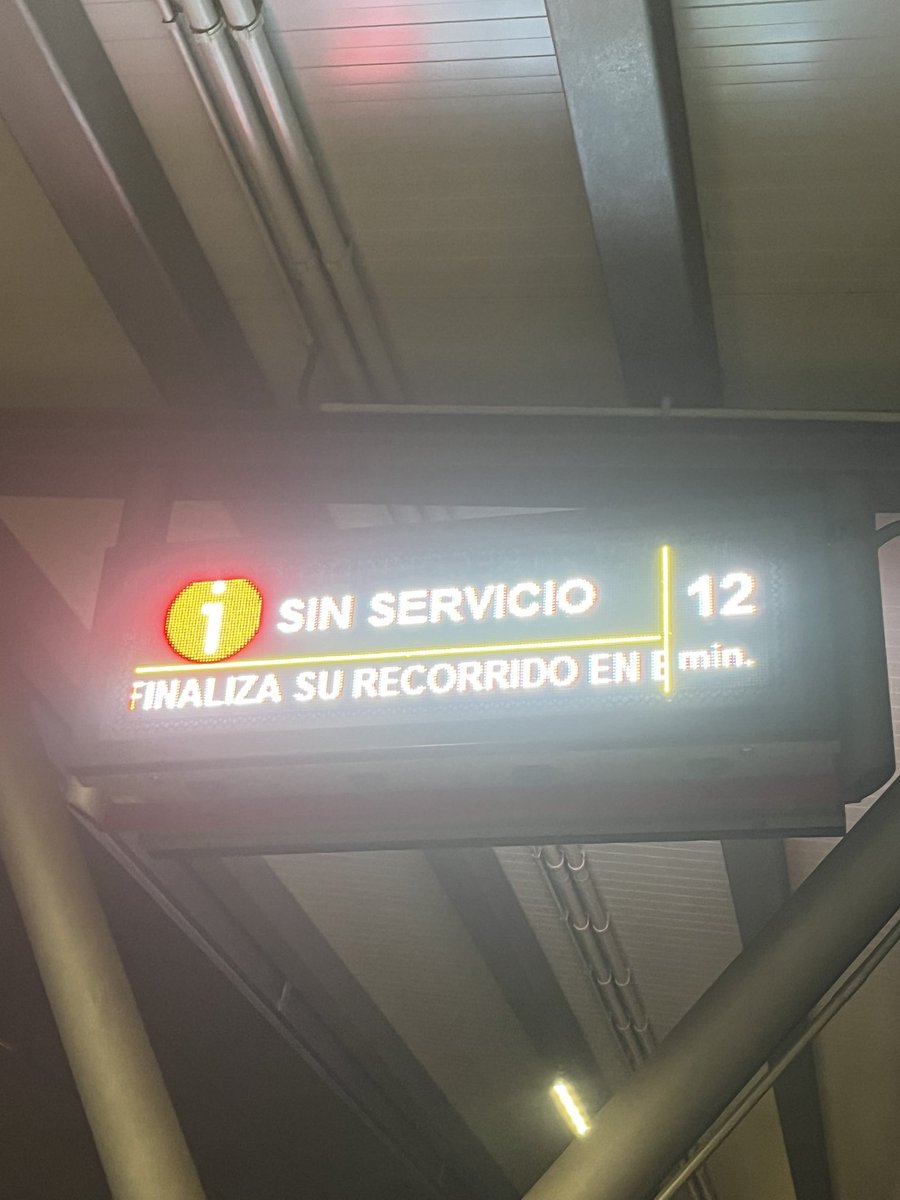 i SIN SERVICIO 12
FINALIZA SU RECORRIDO EN min.